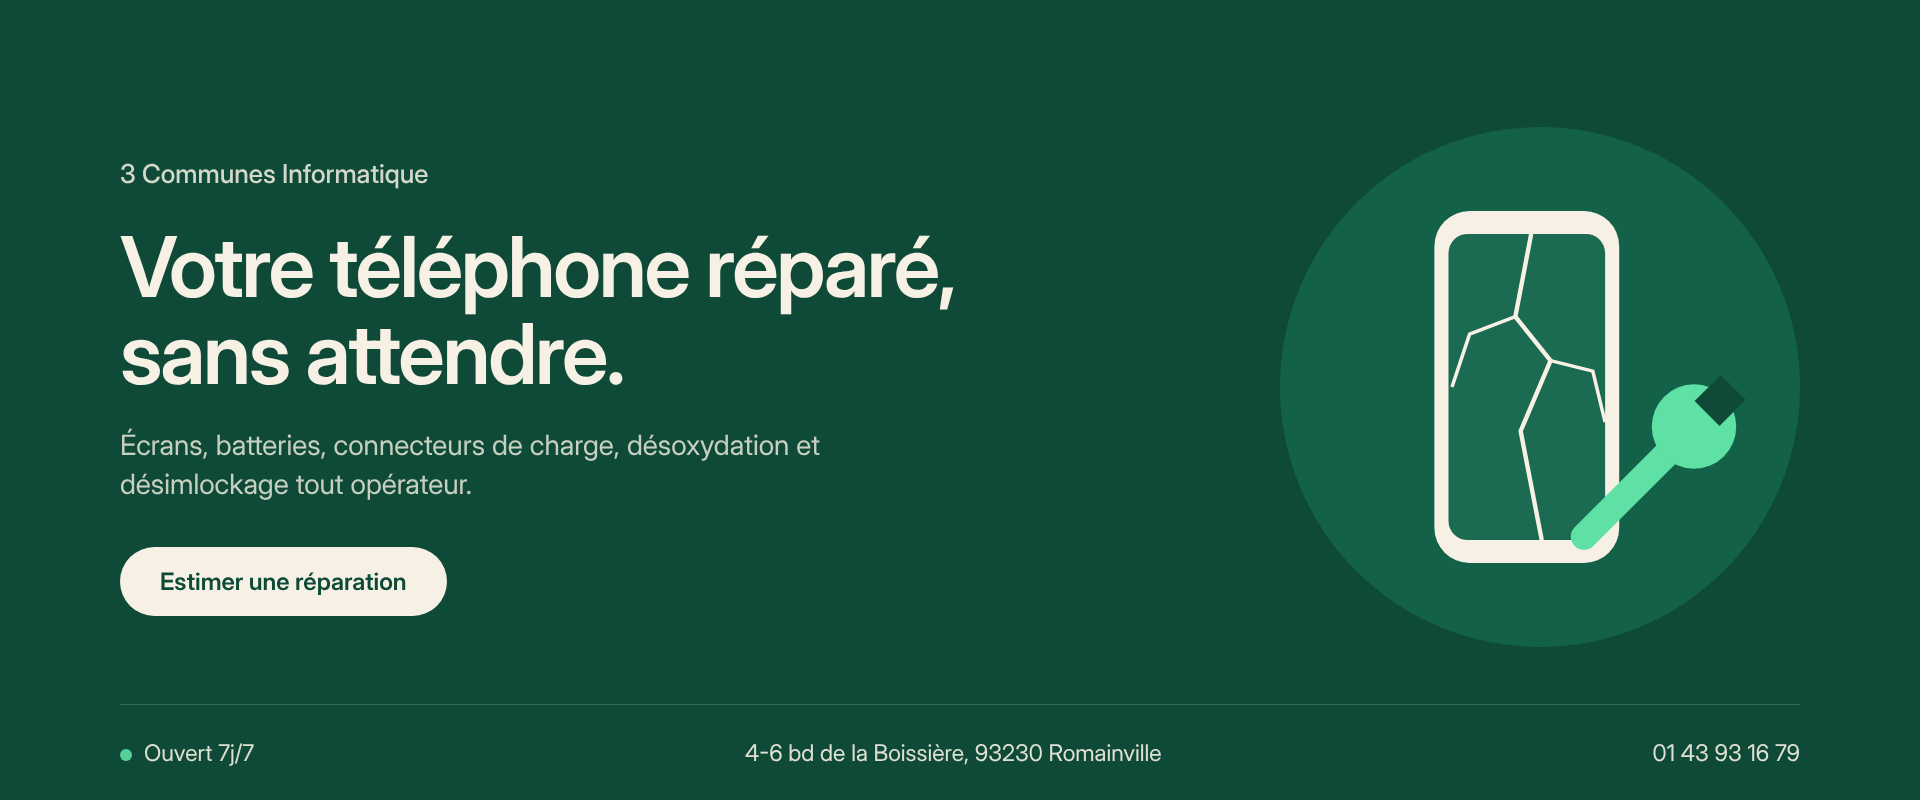 3 Communes Informatique
Votre téléphone réparé,
sans attendre.
Écrans, batteries, connecteurs de charge, désoxydation et
désimlockage tout opérateur.
Estimer une réparation
Ouvert 7j/7
4-6 bd de la Boissière, 93230 Romainville
01 43 93 16 79